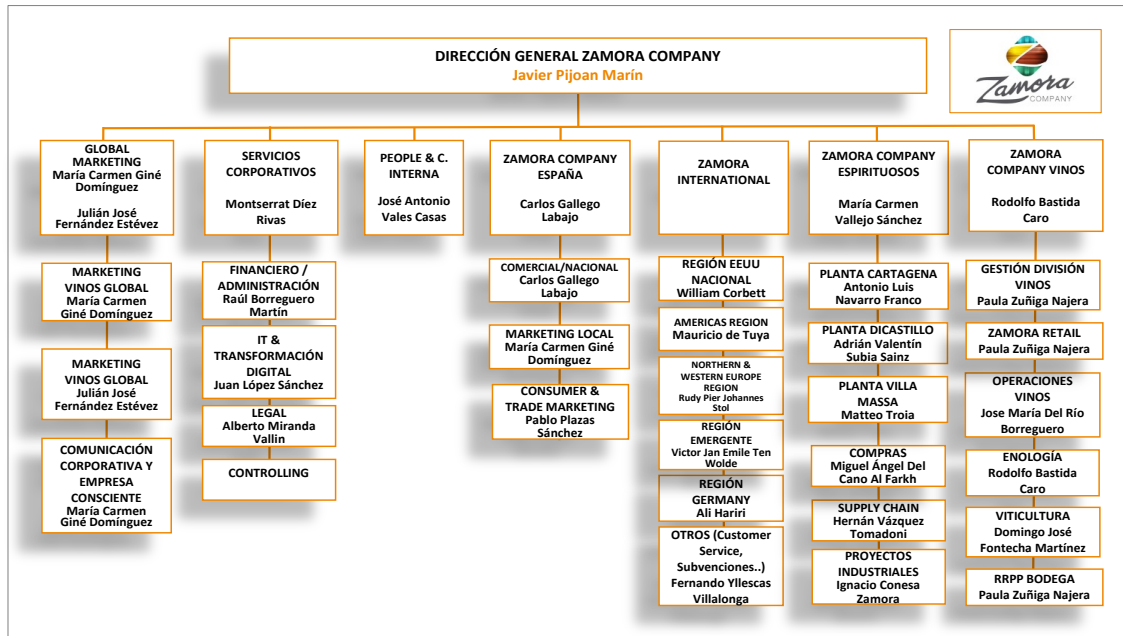 DIRECCIÓN GENERAL ZAMORA COMPANY
Javier Pijoan Marín
Zamora
COMPANY
GLOBAL
MARKETING
María Carmen Giné
Domínguez
Julián José
Fernández Estévez
MARKETING
VINOS GLOBAL
María Carmen
Giné Domínguez
MARKETING
VINOS GLOBAL
Julián José
Fernández Estévez
COMUNICACIÓN
CORPORATIVA Y
EMPRESA
CONSCIENTE
María Carmen
Giné Domínguez
SERVICIOS
CORPORATIVOS
Montserrat Díez
Rivas
FINANCIERO /
ADMINISTRACIÓN
Raúl Borreguero
Martín
IT &
TRANSFORMACIÓN
DIGITAL
Juan López Sánchez
LEGAL
Alberto Miranda
Vallin
CONTROLLING
PEOPLE & C.
INTERNA
José Antonio
Vales Casas
ZAMORA COMPANY
ESPAÑA
Carlos Gallego
Labajo
COMERCIAL/NACIONAL
Carlos Gallego
Labajo
MARKETING LOCAL
María Carmen Giné
Domínguez
CONSUMER &
TRADE MARKETING
Pablo Plazas
Sánchez
ZAMORA
INTERNATIONAL
REGIÓN EEUU
NACIONAL
William Corbett
AMERICAS REGION
Mauricio de Tuya
NORTHERN &
WESTERN EUROPE
REGION
Rudy Pier Johannes
Stol
REGIÓN
EMERGENTE
Victor Jan Emile Ten
Wolde
REGIÓN
GERMANY
Ali Hariri
OTROS (Customer
Service,
Subvenciones..)
Fernando Yllescas
Villalonga
ZAMORA COMPANY
ESPIRITUOSOS
María Carmen
Vallejo Sánchez
PLANTA CARTAGENA
Antonio Luis
Navarro Franco
PLANTA DICASTILLO
Adrián Valentín
Subia Sainz
PLANTA VILLA
MASSA
Matteo Troia
COMPRAS
Miguel Ángel Del
Cano Al Farkh
SUPPLY CHAIN
Hernán Vázquez
Tomadoni
PROYECTOS
INDUSTRIALES
Ignacio Conesa
Zamora
ZAMORA
COMPANY VINOS
Rodolfo Bastida
Caro
GESTIÓN DIVISIÓN
VINOS
Paula Zuñiga Najera
ZAMORA RETAIL
Paula Zuñiga Najera
OPERACIONES
VINOS
Jose María Del Río
Borreguero
ENOLOGÍA
Rodolfo Bastida
Caro
VITICULTURA
Domingo José
Fontecha Martínez
RRPP BODEGA
Paula Zuñiga Najera